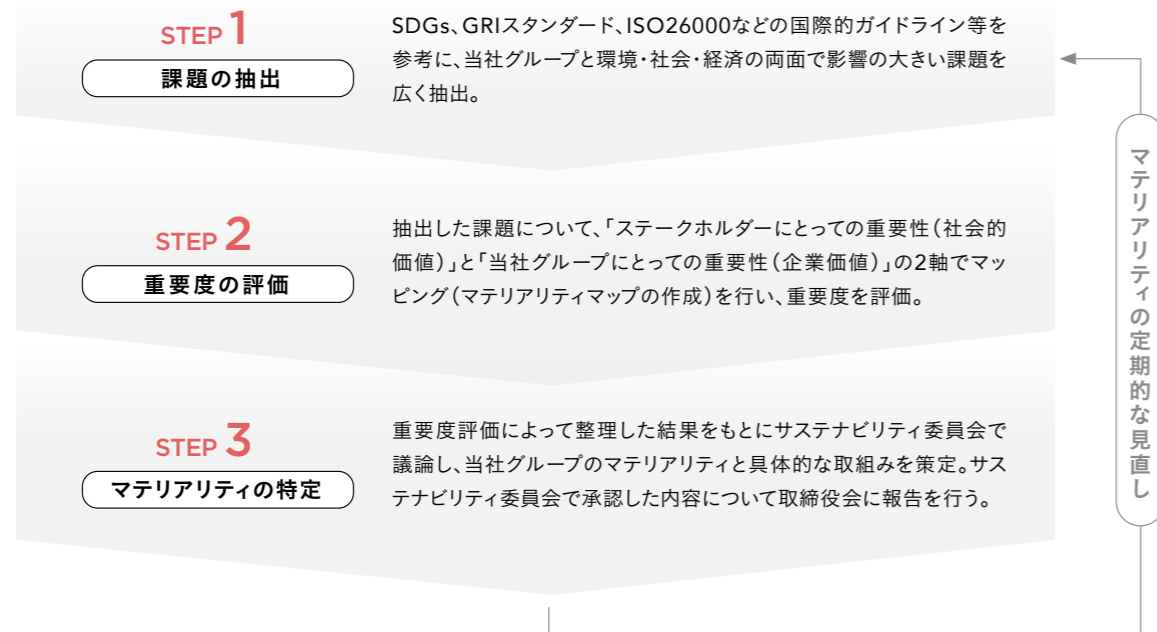 STEP 1
課題の抽出
SDGs、GRIスタンダード、ISO26000などの国際的ガイドライン等を
参考に、当社グループと環境・社会・経済の両面で影響の大きい課題を
広く抽出。
STEP 2
重要度の評価
抽出した課題について、「ステークホルダーにとっての重要性(社会的
価値)」と「当社グループにとっての重要性(企業価値)」の2軸でマッ
ピング(マテリアリティマップの作成)を行い、重要度を評価。
STEP 3
マテリアリティの特定
重要度評価によって整理した結果をもとにサステナビリティ委員会で
議論し、当社グループのマテリアリティと具体的な取組みを策定。サス
テナビリティ委員会で承認した内容について取締役会に報告を行う。
マテリアリティの定期的な見直し